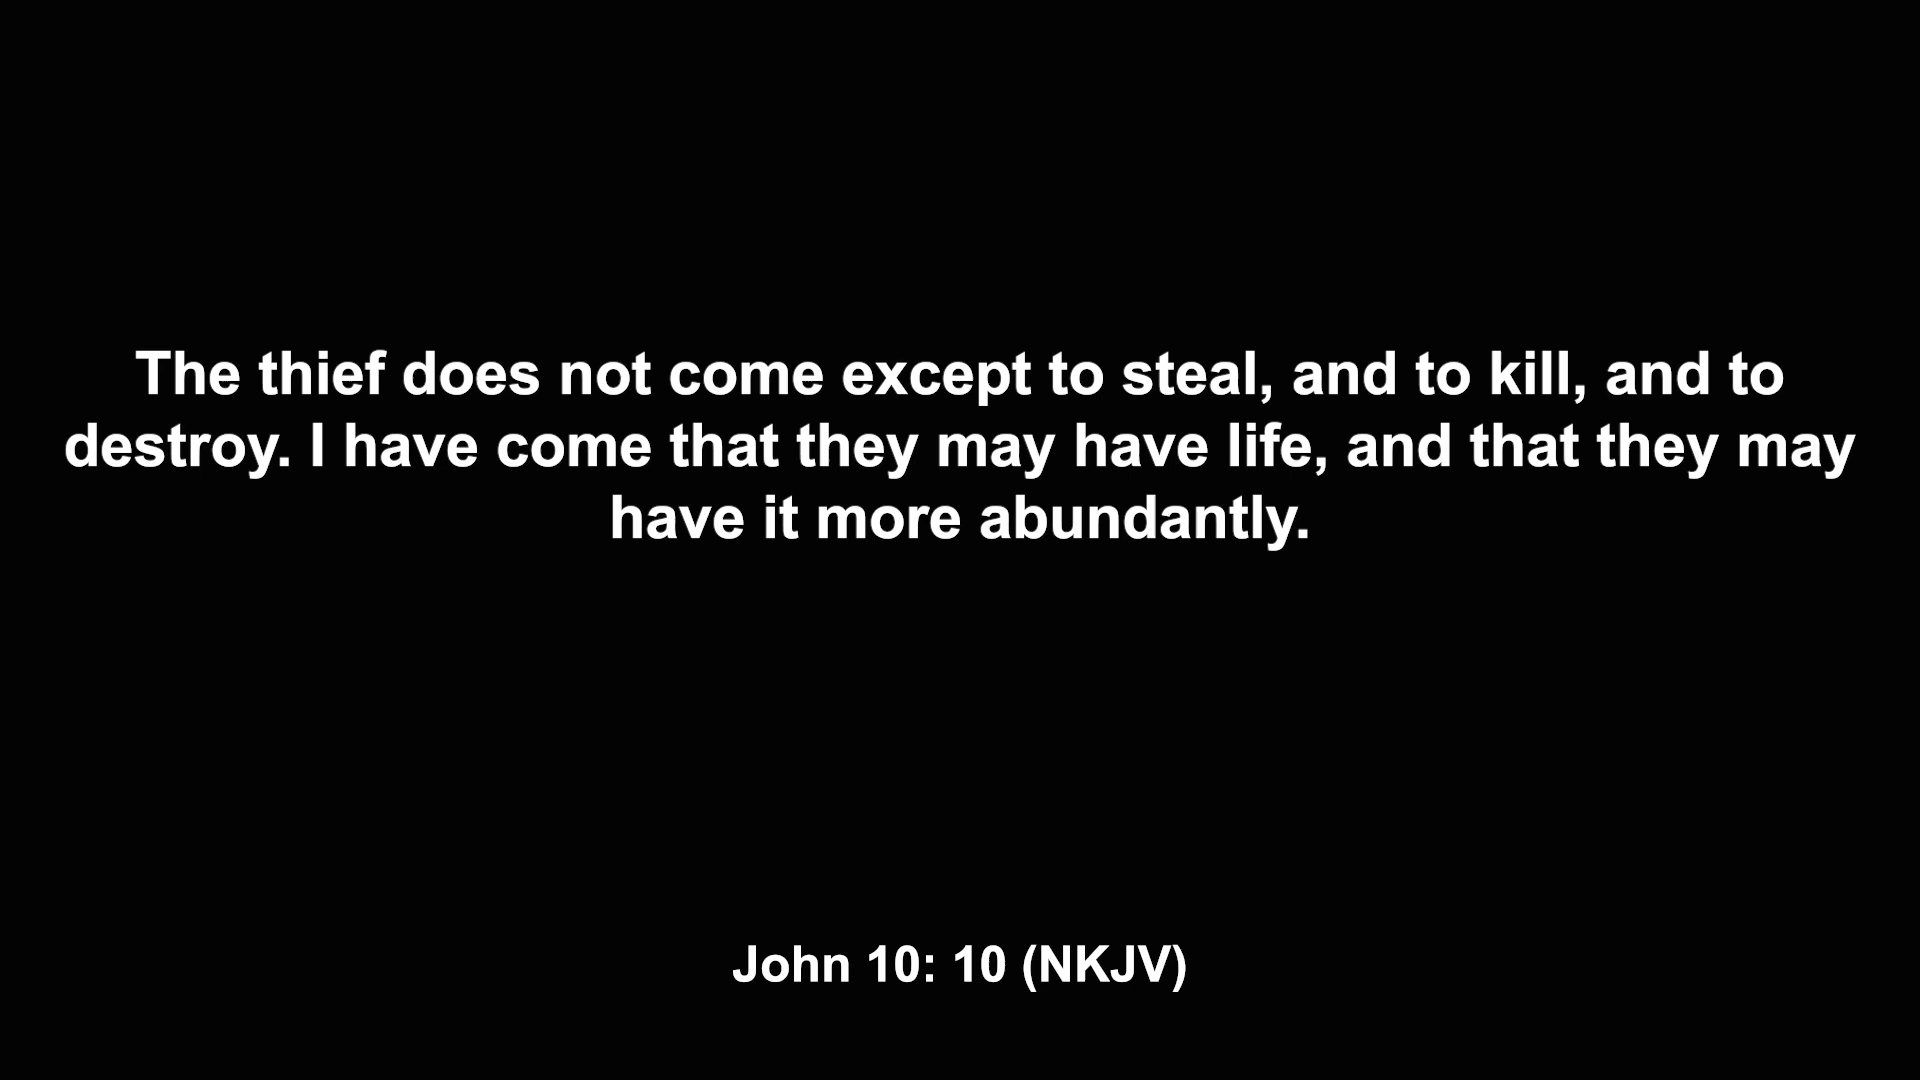 The thief does not come except to steal, and to kill, and to
destroy. I have come that they may have life, and that they may
have it more abundantly.
John 10: 10 (NKJV)